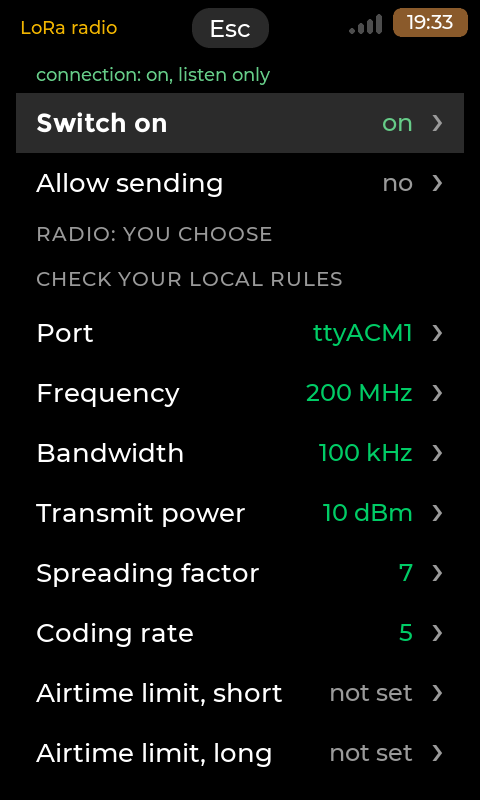 LoRa radio Esc 19:33
connection: on, listen only
Switch on on
Allow sending no
RADIO: YOU CHOOSE
CHECK YOUR LOCAL RULES
Port ttyACM1
Frequency 200 MHz
Bandwidth 100 kHz
Transmit power 10 dBm
Spreading factor 7
Coding rate 5
Airtime limit, short not set
Airtime limit, long not set